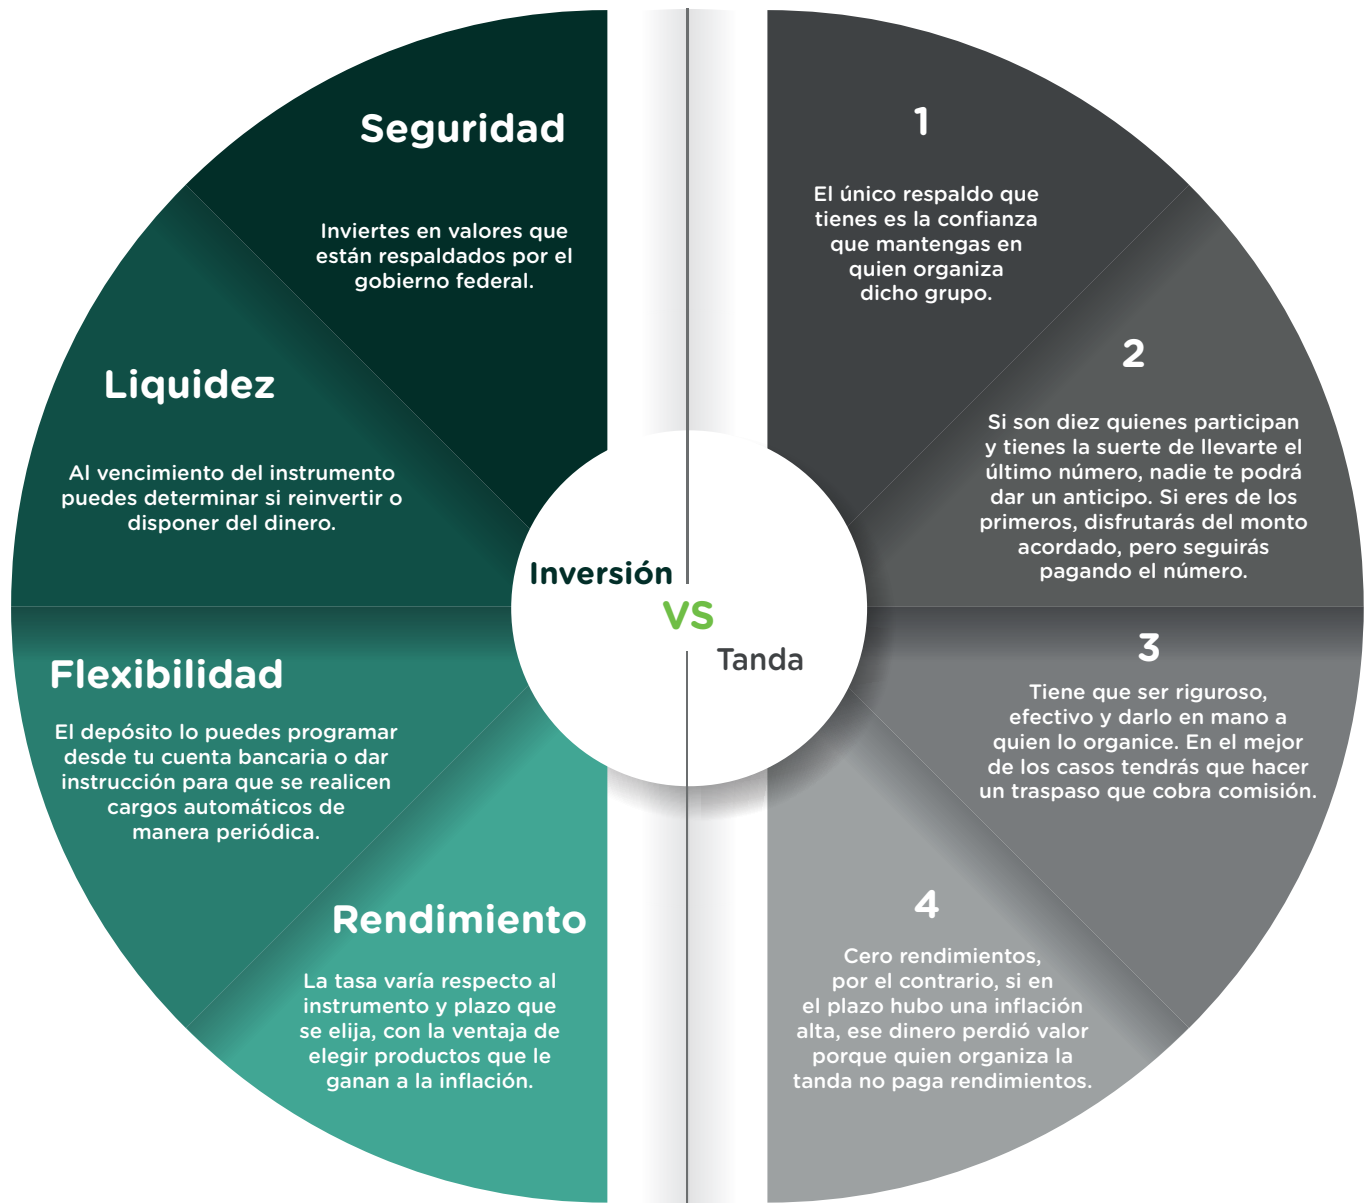 Seguridad
Inviertes en valores que
están respaldados por el
gobierno federal.
Liquidez
Al vencimiento del instrumento
puedes determinar si reinvertir o
disponer del dinero.
Flexibilidad
El depósito lo puedes programar
desde tu cuenta bancaria o dar
instrucción para que se realicen
cargos automáticos de
manera periódica.
Rendimiento
La tasa varía respecto al
instrumento y plazo que
se elija, con la ventaja de
elegir productos que le
ganan a la inflación.
Inversión
VS
Tanda
1
El único respaldo que
tienes es la confianza
que mantengas en
quien organiza
dicho grupo.
2
Si son diez quienes participan
y tienes la suerte de llevarte el
último número, nadie te podrá
dar un anticipo. Si eres de los
primeros, disfrutarás del monto
acordado, pero seguirás
pagando el número.
3
Tiene que ser riguroso,
efectivo y darlo en mano a
quien lo organice. En el mejor
de los casos tendrás que hacer
un traspaso que cobra comisión.
4
Cero rendimientos,
por el contrario, si en
el plazo hubo una inflación
alta, ese dinero perdió valor
porque quien organiza la
tanda no paga rendimientos.